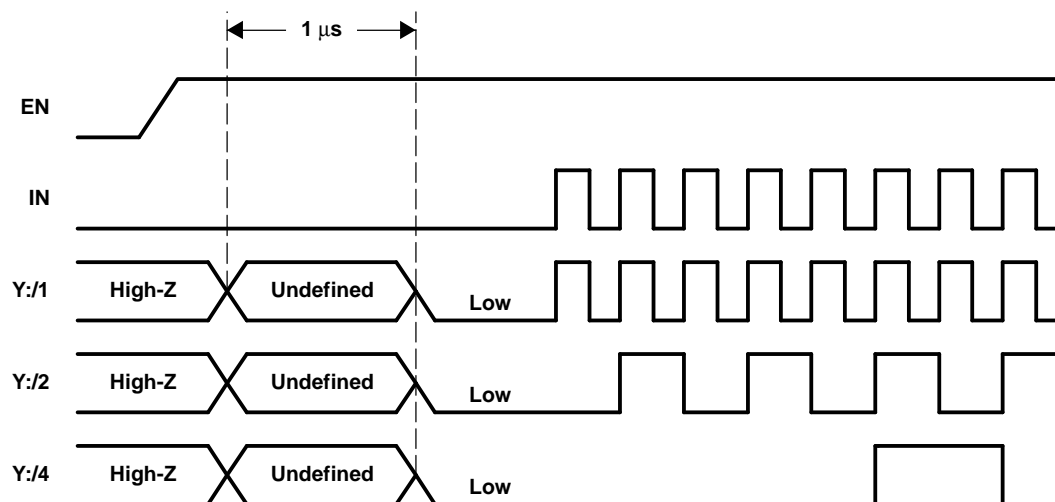 1 μs
EN
IN
Y:/1 High-Z Undefined Low
Y:/2 High-Z Undefined Low
Y:/4 High-Z Undefined Low